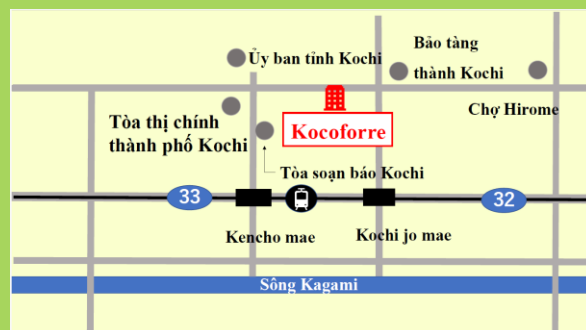 Ủy ban tỉnh Kochi
Bảo tàng
thành Kochi
Chợ Hirome
Tòa thị chính
thành phố Kochi
Kocoforre
Tòa soạn báo Kochi
33
32
Kencho mae
Kochi jo mae
Sông Kagami